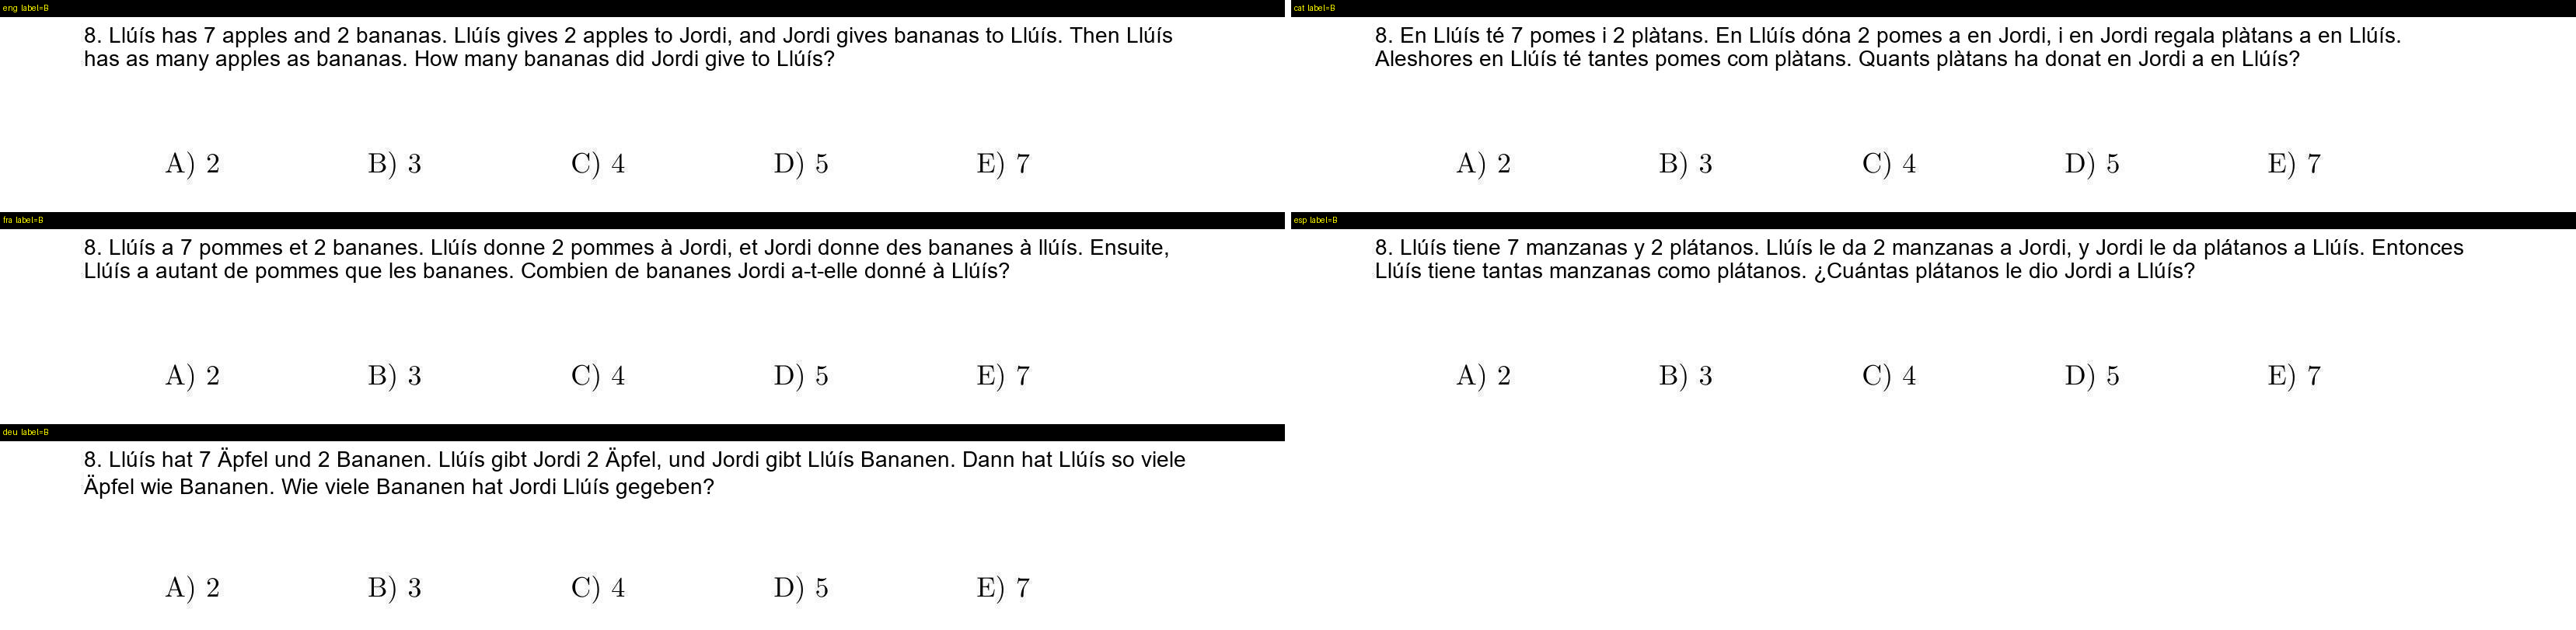 eng label=B
8. Llúís has 7 apples and 2 bananas. Llúís gives 2 apples to Jordi, and Jordi gives bananas to Llúís. Then Llúís
has as many apples as bananas. How many bananas did Jordi give to Llúís?
A) 2 B) 3 C) 4 D) 5 E) 7
cat label=B
8. En Llúís té 7 pomes i 2 plàtans. En Llúís dóna 2 pomes a en Jordi, i en Jordi regala plàtans a en Llúís.
Aleshores en Llúís té tantes pomes com plàtans. Quants plàtans ha donat en Jordi a en Llúís?
A) 2 B) 3 C) 4 D) 5 E) 7
fra label=B
8. Llúís a 7 pommes et 2 bananes. Llúís donne 2 pommes à Jordi, et Jordi donne des bananes à llúís. Ensuite,
Llúís a autant de pommes que les bananes. Combien de bananes Jordi a-t-elle donné à Llúís?
A) 2 B) 3 C) 4 D) 5 E) 7
esp label=B
8. Llúís tiene 7 manzanas y 2 plátanos. Llúís le da 2 manzanas a Jordi, y Jordi le da plátanos a Llúís. Entonces
Llúís tiene tantas manzanas como plátanos. ¿Cuántas plátanos le dio Jordi a Llúís?
A) 2 B) 3 C) 4 D) 5 E) 7
deu label=B
8. Llúís hat 7 Äpfel und 2 Bananen. Llúís gibt Jordi 2 Äpfel, und Jordi gibt Llúís Bananen. Dann hat Llúís so viele
Äpfel wie Bananen. Wie viele Bananen hat Jordi Llúís gegeben?
A) 2 B) 3 C) 4 D) 5 E) 7